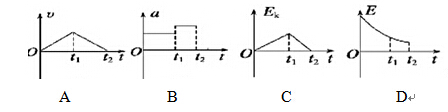 v
O t₁ t₂ t
a
O t₁ t₂ t
Eₖ
O t₁ t₂ t
E
O t₁ t₂ t
A B C D↵